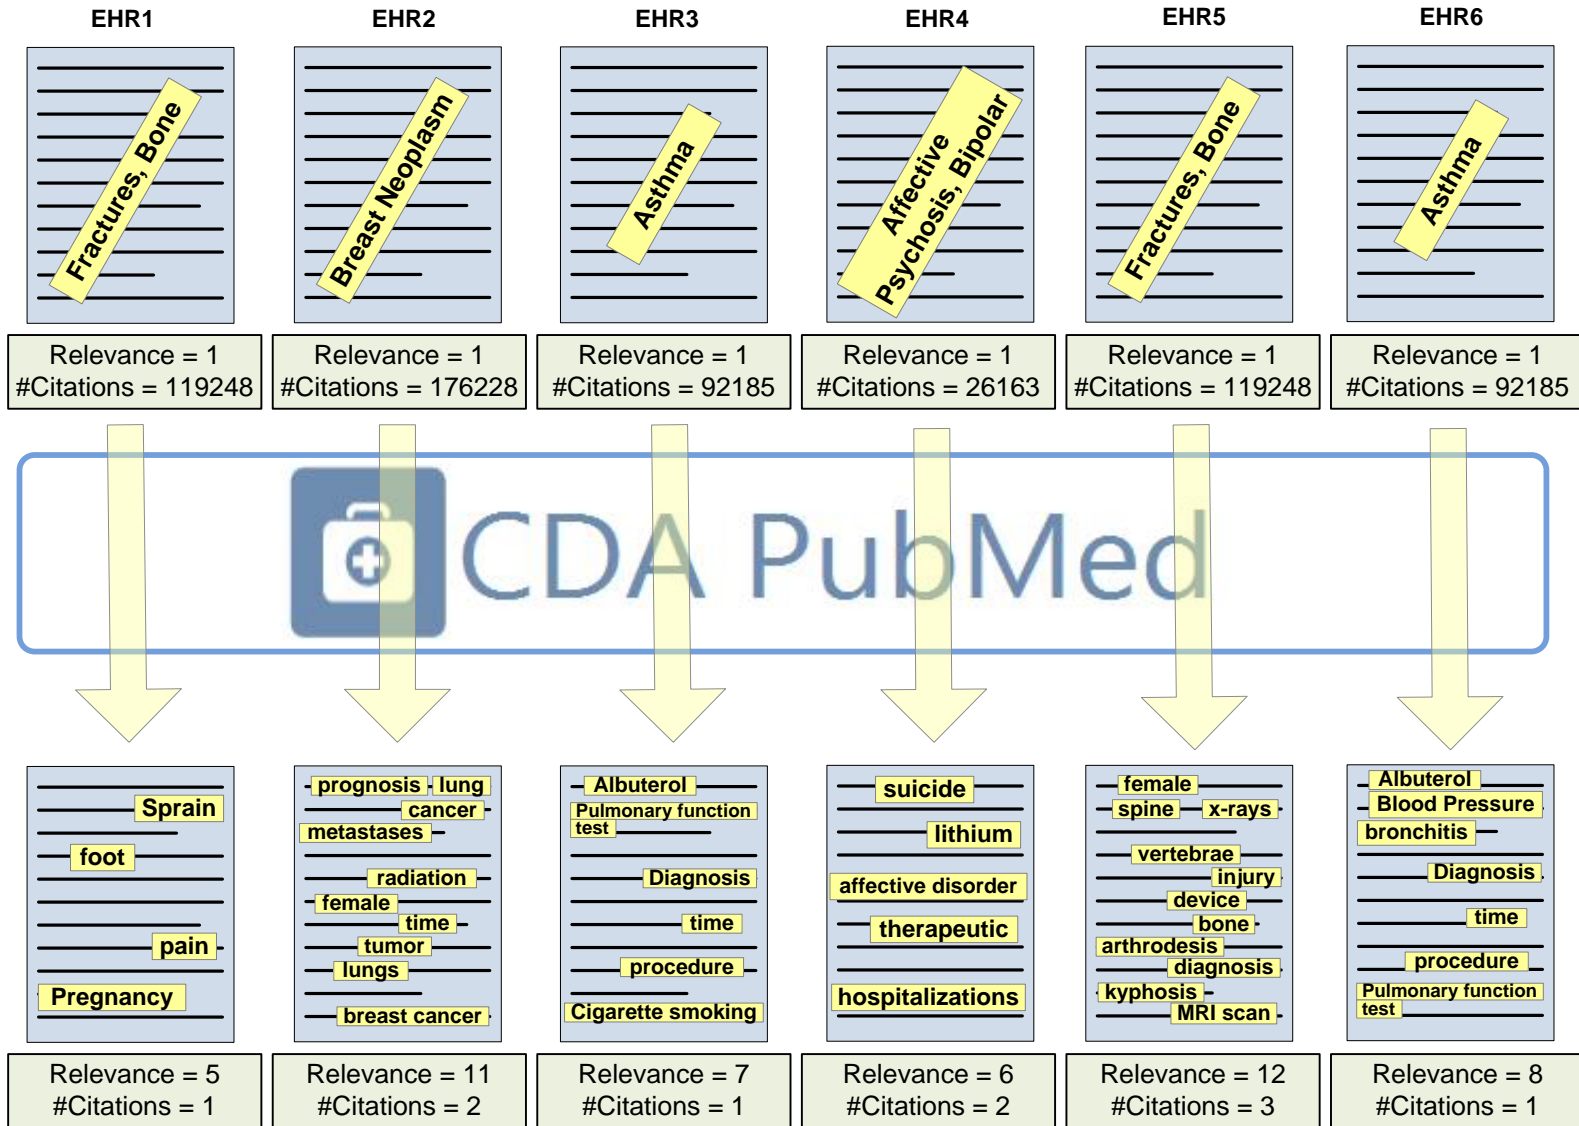 EHR1
EHR2
EHR3
EHR4
EHR5
EHR6
Fractures, Bone
Breast Neoplasm
Asthma
Affective
Psychosis, Bipolar
Fractures, Bone
Asthma
Relevance = 1
#Citations = 119248
Relevance = 1
#Citations = 176228
Relevance = 1
#Citations = 92185
Relevance = 1
#Citations = 26163
Relevance = 1
#Citations = 119248
Relevance = 1
#Citations = 92185
CDA PubMed
Sprain
foot
pain
Pregnancy
prognosis lung
cancer
metastases
radiation
female
time
tumor
lungs
breast cancer
Albuterol
Pulmonary function
test
Diagnosis
time
procedure
Cigarette smoking
suicide
lithium
affective disorder
therapeutic
hospitalizations
female
spine x-rays
vertebrae
injury
device
bone
arthrodesis
diagnosis
kyphosis
MRI scan
Albuterol
Blood Pressure
bronchitis
Diagnosis
time
procedure
Pulmonary function
test
Relevance = 5
#Citations = 1
Relevance = 11
#Citations = 2
Relevance = 7
#Citations = 1
Relevance = 6
#Citations = 2
Relevance = 12
#Citations = 3
Relevance = 8
#Citations = 1